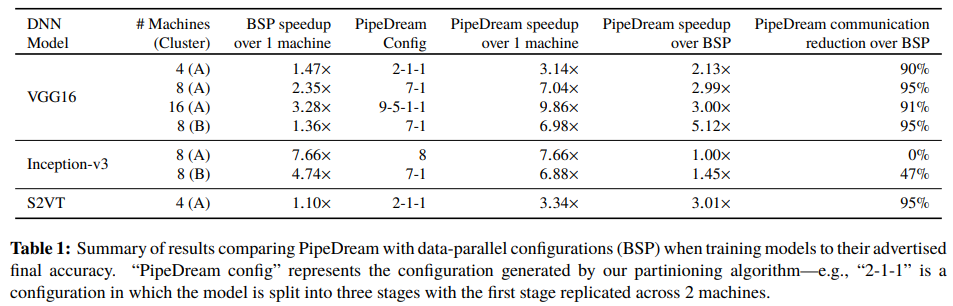 DNN # Machines BSP speedup PipeDream PipeDream speedup PipeDream speedup PipeDream communication
Model (Cluster) over 1 machine Config over 1 machine over BSP reduction over BSP
4 (A) 1.47× 2-1-1 3.14× 2.13× 90%
VGG16 8 (A) 2.35× 7-1 7.04× 2.99× 95%
16 (A) 3.28× 9-5-1-1 9.86× 3.00× 91%
8 (B) 1.36× 7-1 6.98× 5.12× 95%
Inception-v3 8 (A) 7.66× 8 7.66× 1.00× 0%
8 (B) 4.74× 7-1 6.88× 1.45× 47%
S2VT 4 (A) 1.10× 2-1-1 3.34× 3.01× 95%
Table 1: Summary of results comparing PipeDream with data-parallel configurations (BSP) when training models to their advertised
final accuracy. “PipeDream config” represents the configuration generated by our partinioning algorithm—e.g., “2-1-1” is a
configuration in which the model is split into three stages with the first stage replicated across 2 machines.